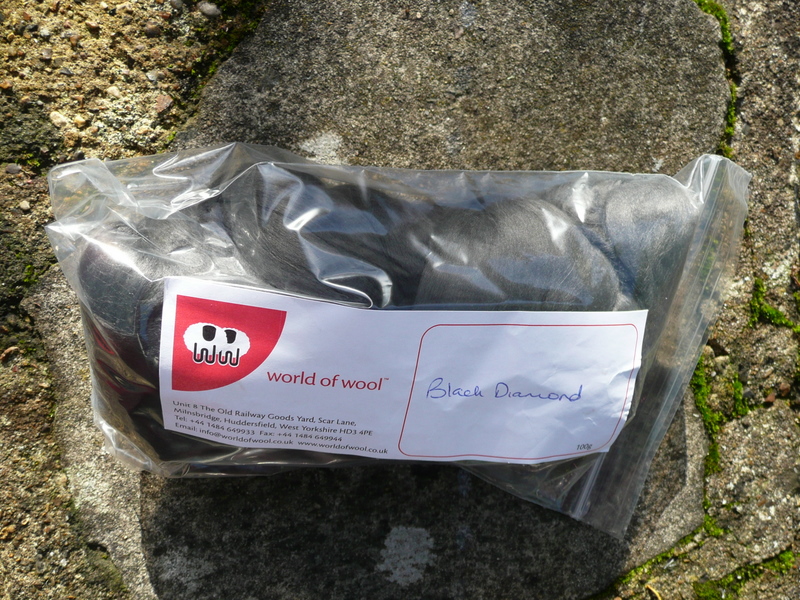 world of wool™
Unit 8 The Old Railway Goods Yard, Scar Lane,
Milnsbridge, Huddersfield, West Yorkshire HD3 4PE
Tel: +44 1484 649933 Fax: +44 1484 649944
Email: info@worldofwool.co.uk www.worldofwool.co.uk
Black Diamond
100g